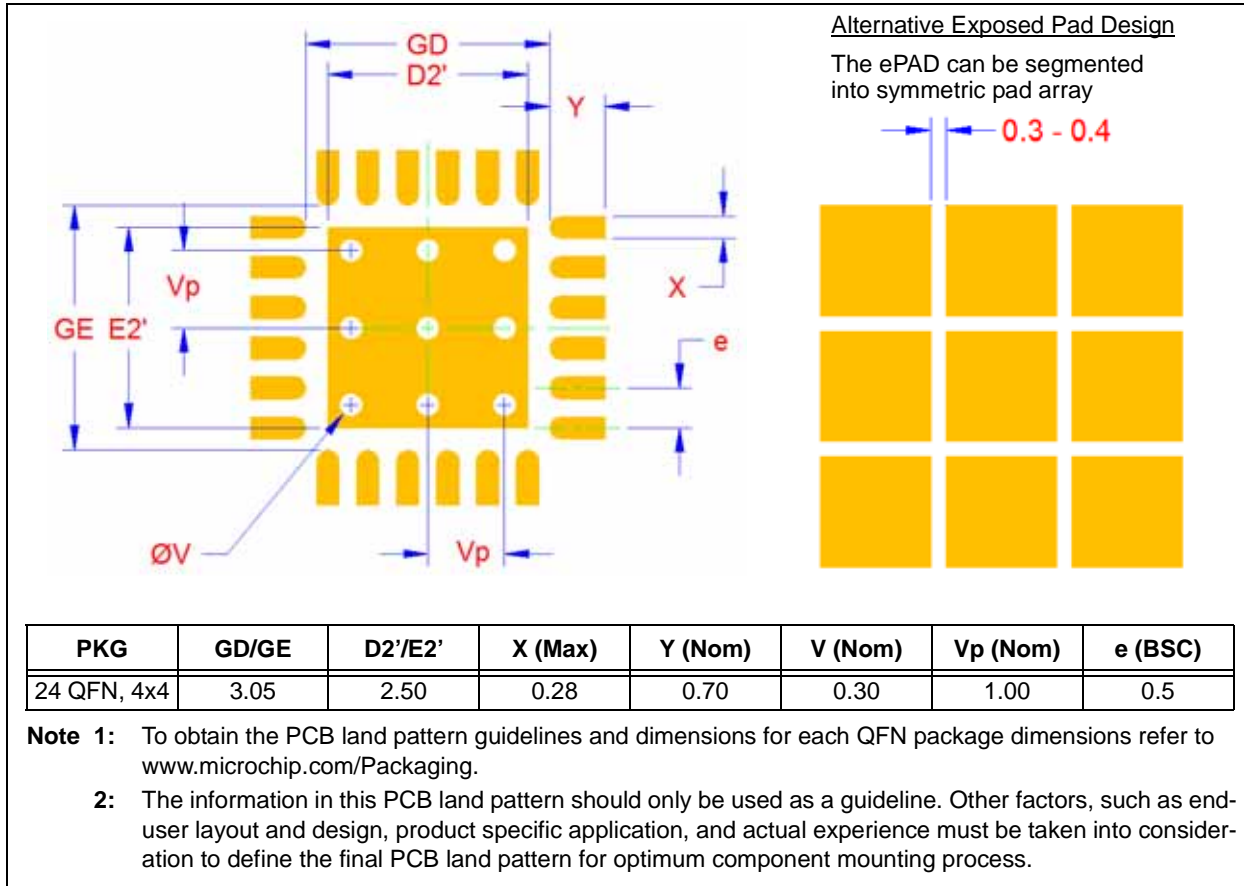 GD
D2'
Y
Vp
GE E2'
X
e
ØV
Vp
Alternative Exposed Pad Design
The ePAD can be segmented
into symmetric pad array
0.3 - 0.4
PKG GD/GE D2’/E2’ X (Max) Y (Nom) V (Nom) Vp (Nom) e (BSC)
24 QFN, 4x4 3.05 2.50 0.28 0.70 0.30 1.00 0.5
Note 1: To obtain the PCB land pattern guidelines and dimensions for each QFN package dimensions refer to
www.microchip.com/Packaging.
2: The information in this PCB land pattern should only be used as a guideline. Other factors, such as end-
user layout and design, product specific application, and actual experience must be taken into consider-
ation to define the final PCB land pattern for optimum component mounting process.